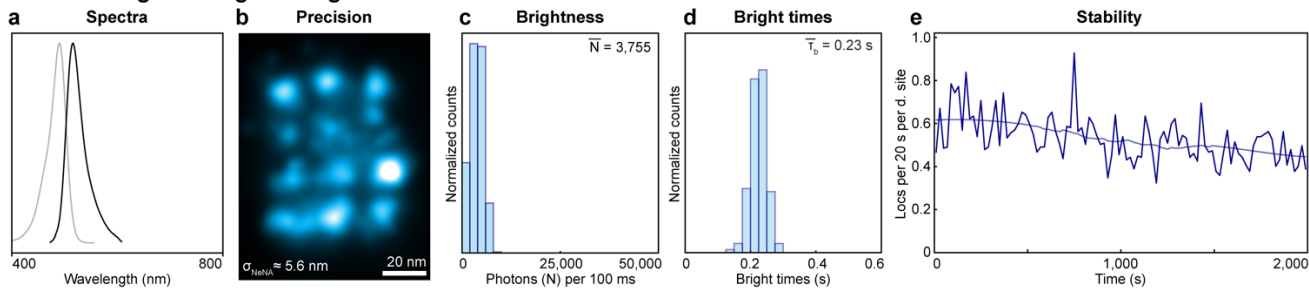 a Spectra
400 800
Wavelength (nm)
b Precision
σNeNA ≈ 5.6 nm
20 nm
c Brightness
N̅ = 3,755
Normalized counts
0 25,000 50,000
Photons (N) per 100 ms
d Bright times
τ̅b = 0.23 s
Normalized counts
0 0.2 0.4 0.6
Bright times (s)
e Stability
Locs per 20 s per d. site
1.0
0.8
0.6
0.4
0.2
0
0 1,000 2,000
Time (s)